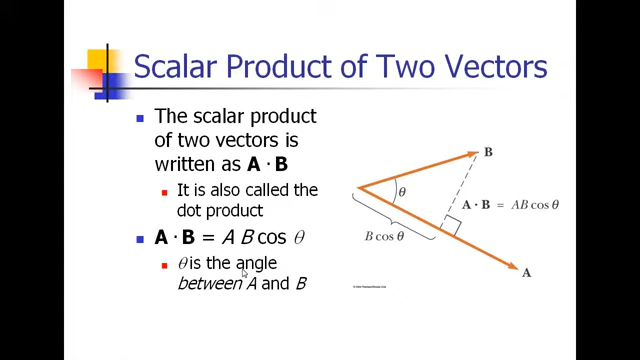 Scalar Product of Two Vectors
The scalar product
of two vectors is
written as A · B
It is also called the
dot product
A · B = A B cos θ
θ is the angle
between A and B
B
θ
A · B = AB cos θ
B cos θ
A